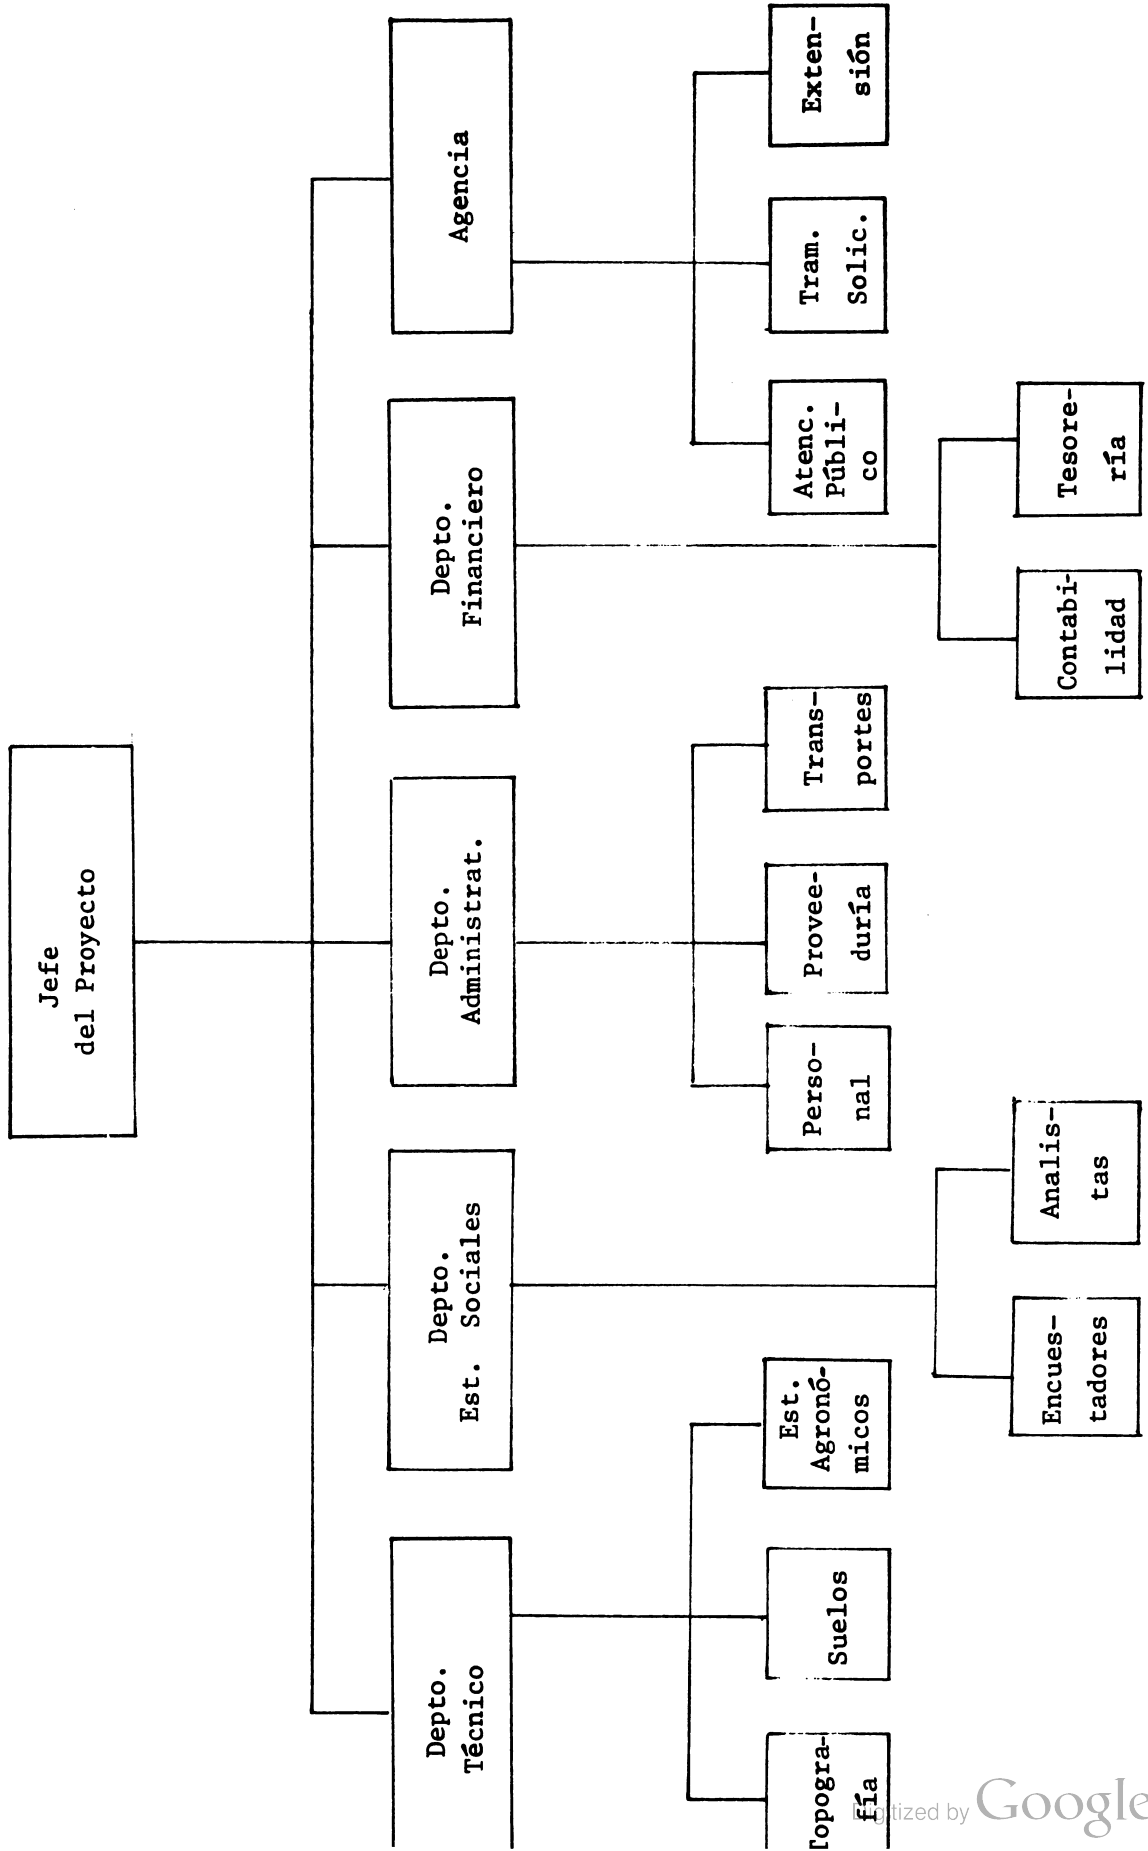 Jefe
del Proyecto
Depto.
Técnico
Depto.
Est. Sociales
Depto.
Administrat.
Depto.
Financiero
Agencia
Topogra-
fía
Suelos
Est.
Agronó-
micos
Encues-
tadores
Analis-
tas
Perso-
nal
Provee-
duría
Trans-
portes
Contabi-
lidad
Tesore-
ría
Atenc.
Públi-
co
Tram.
Solic.
Exten-
sión
Digitized by Google